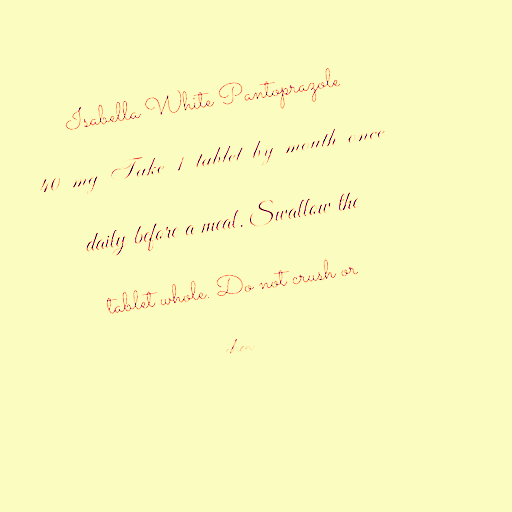 Isabella White Pantoprazole
40 mg Take 1 tablet by mouth once
daily before a meal. Swallow the
tablet whole. Do not crush or